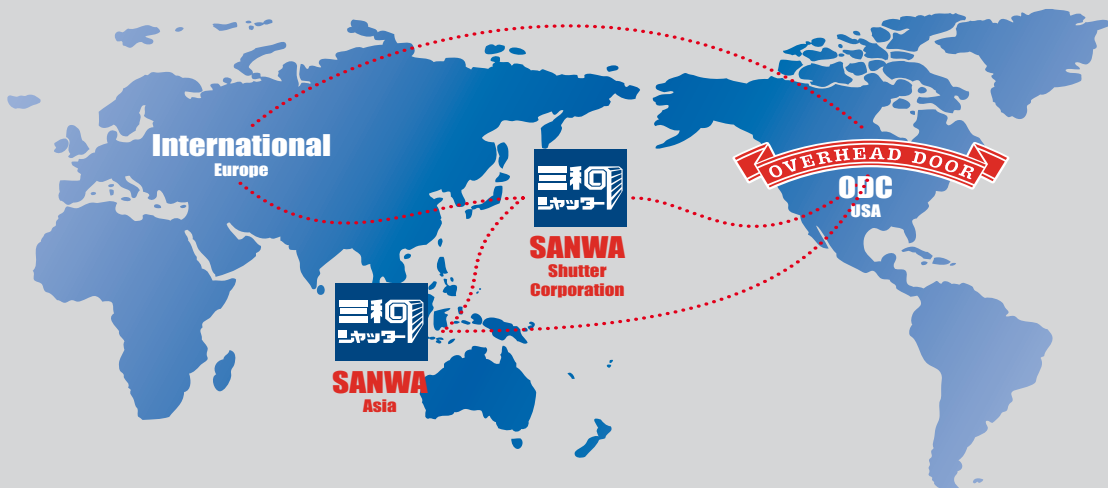 International
Europe
OVERHEAD DOOR
ODC
USA
三和
シャッター
SANWA
Shutter
Corporation
三和
シャッター
SANWA
Asia